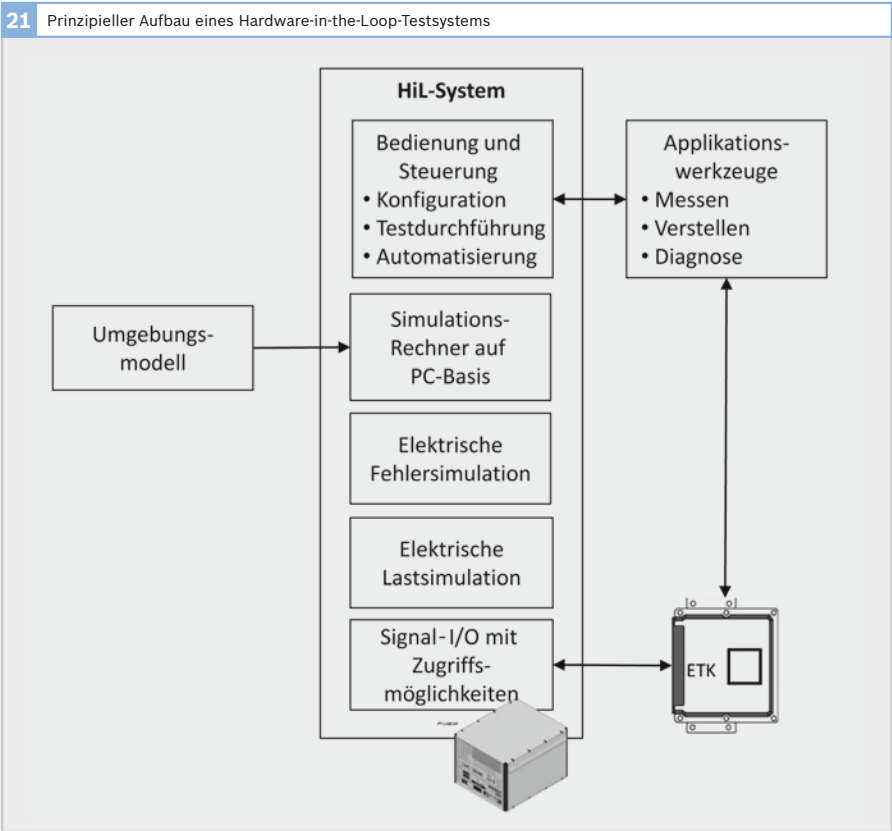 21 Prinzipieller Aufbau eines Hardware-in-the-Loop-Testsystems
HiL-System
Bedienung und
Steuerung
• Konfiguration
• Testdurchführung
• Automatisierung
Applikations-
werkzeuge
• Messen
• Verstellen
• Diagnose
Umgebungs-
modell
Simulations-
Rechner auf
PC-Basis
Elektrische
Fehlersimulation
Elektrische
Lastsimulation
Signal-I/O mit
Zugriffs-
möglichkeiten
ETK